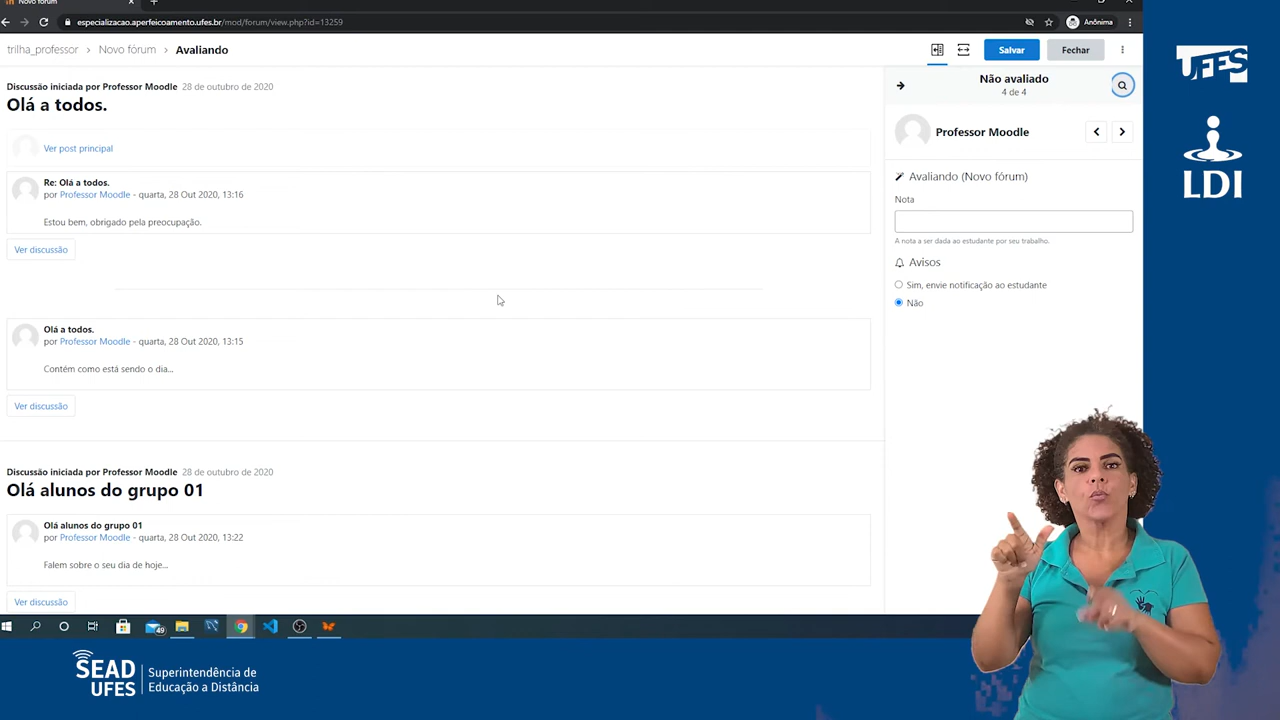 Novo fórum
especializacao.aperfeicoamento.ufes.br/mod/forum/view.php?id=13259
Anônima
trilha_professor > Novo fórum > Avaliando
Salvar
Fechar
Discussão iniciada por Professor Moodle 28 de outubro de 2020
Olá a todos.
Ver post principal
Re: Olá a todos.
por Professor Moodle - quarta, 28 Out 2020, 13:16
Estou bem, obrigado pela preocupação.
Ver discussão
Olá a todos.
por Professor Moodle - quarta, 28 Out 2020, 13:15
Contém como está sendo o dia...
Ver discussão
Discussão iniciada por Professor Moodle 28 de outubro de 2020
Olá alunos do grupo 01
Olá alunos do grupo 01
por Professor Moodle - quarta, 28 Out 2020, 13:22
Falem sobre o seu dia de hoje...
Ver discussão
Não avaliado
4 de 4
Professor Moodle
Avaliando (Novo fórum)
Nota
A nota a ser dada ao estudante por seu trabalho.
Avisos
Sim, envie notificação ao estudante
Não
UFES
LDI
49
SEAD
UFES
Superintendência de
Educação a Distância